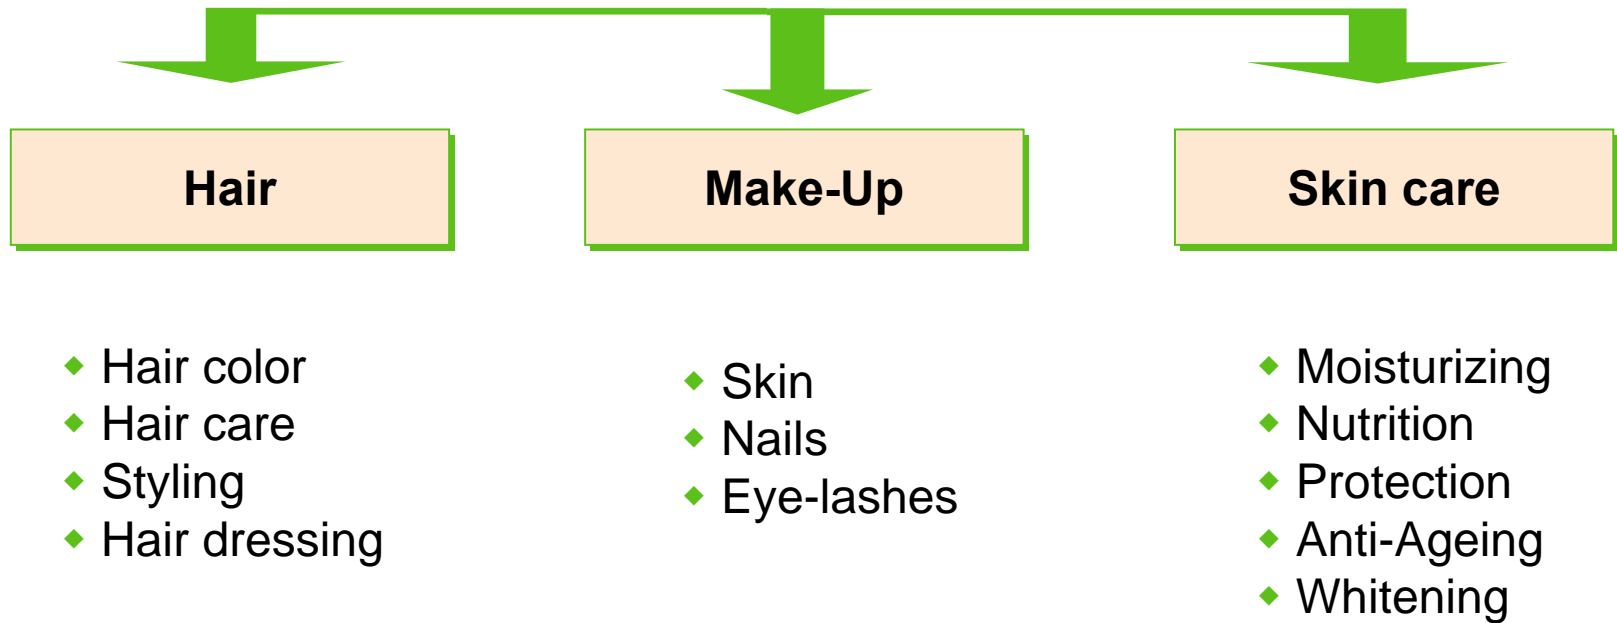 Hair
Make-Up
Skin care
Hair color
Hair care
Styling
Hair dressing
Skin
Nails
Eye-lashes
Moisturizing
Nutrition
Protection
Anti-Ageing
Whitening